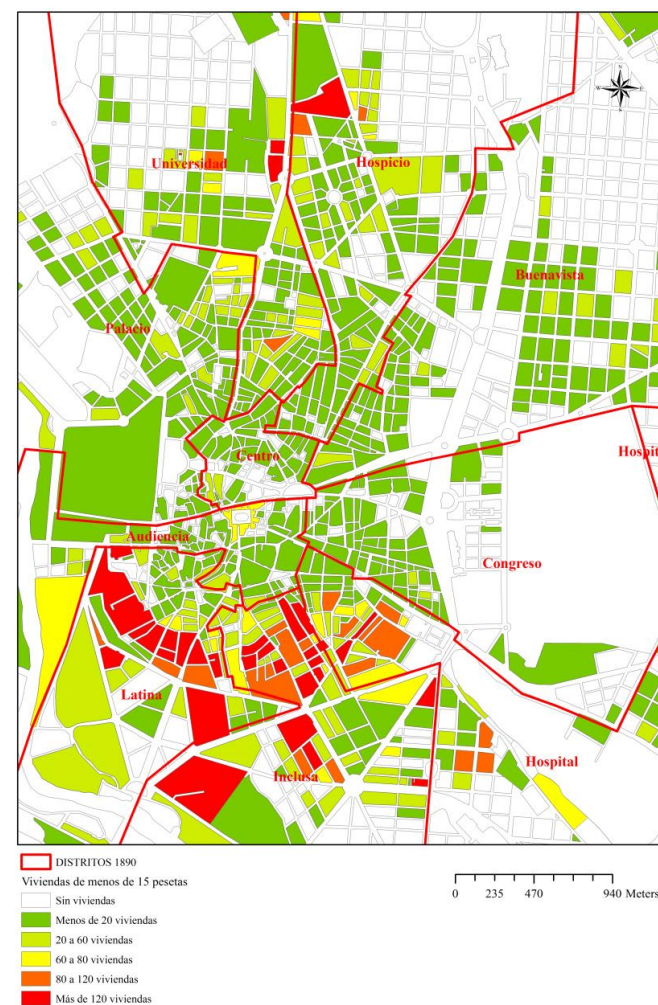 Universidad
Hospicio
Buenavista
Palacio
Centro
Hospit
Audiencia
Congreso
Latina
Hospital
Inclusa
DISTRITOS 1890
Viviendas de menos de 15 pesetas
Sin viviendas
Menos de 20 viviendas
20 a 60 viviendas
60 a 80 viviendas
80 a 120 viviendas
Más de 120 viviendas
0 235 470 940 Meters